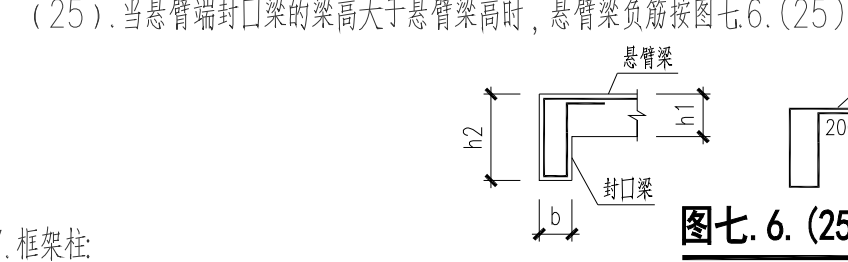 (25).当悬臂端封口梁的梁高大于悬臂梁高时,悬臂梁负筋按图七.6.(25)
悬臂梁
h2
h1
20
封口梁
b
图七.6.(25
.框架柱: